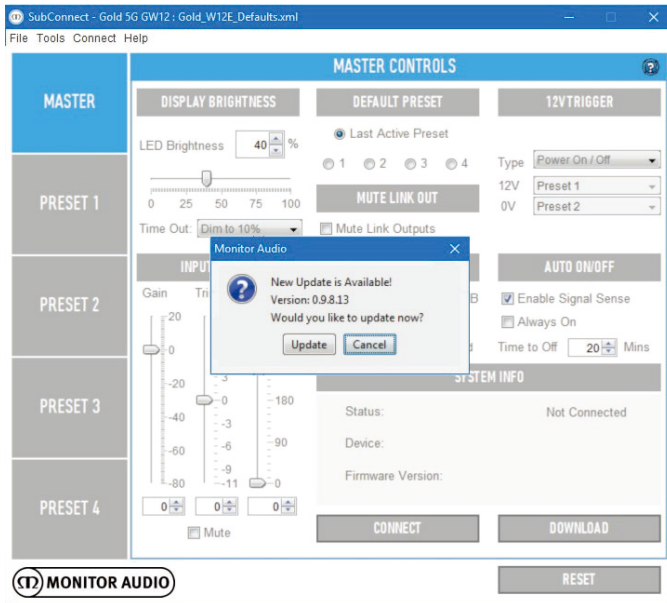 SubConnect - Gold 5G GW12 : Gold_W12E_Defaults.xml
File Tools Connect Help
MASTER
PRESET 1
PRESET 2
PRESET 3
PRESET 4
MASTER CONTROLS
DISPLAY BRIGHTNESS
LED Brightness 40 %
0 25 50 75 100
Time Out: Dim to 10%
DEFAULT PRESET
Last Active Preset
1 2 3 4
MUTE LINK OUT
Mute Link Outputs
12V TRIGGER
Type Power On / Off
12V Preset 1
0V Preset 2
Monitor Audio
New Update is Available!
Version: 0.9.8.13
Would you like to update now?
Update Cancel
INPUT
Gain
20
0
-20
-40
-60
-80
0
-3
-6
-9
-11
180
90
0
0 0 0
Mute
B
AUTO ON/OFF
Enable Signal Sense
Always On
Time to Off 20 Mins
SYSTEM INFO
Status: Not Connected
Device:
Firmware Version:
CONNECT
DOWNLOAD
MONITOR AUDIO
RESET